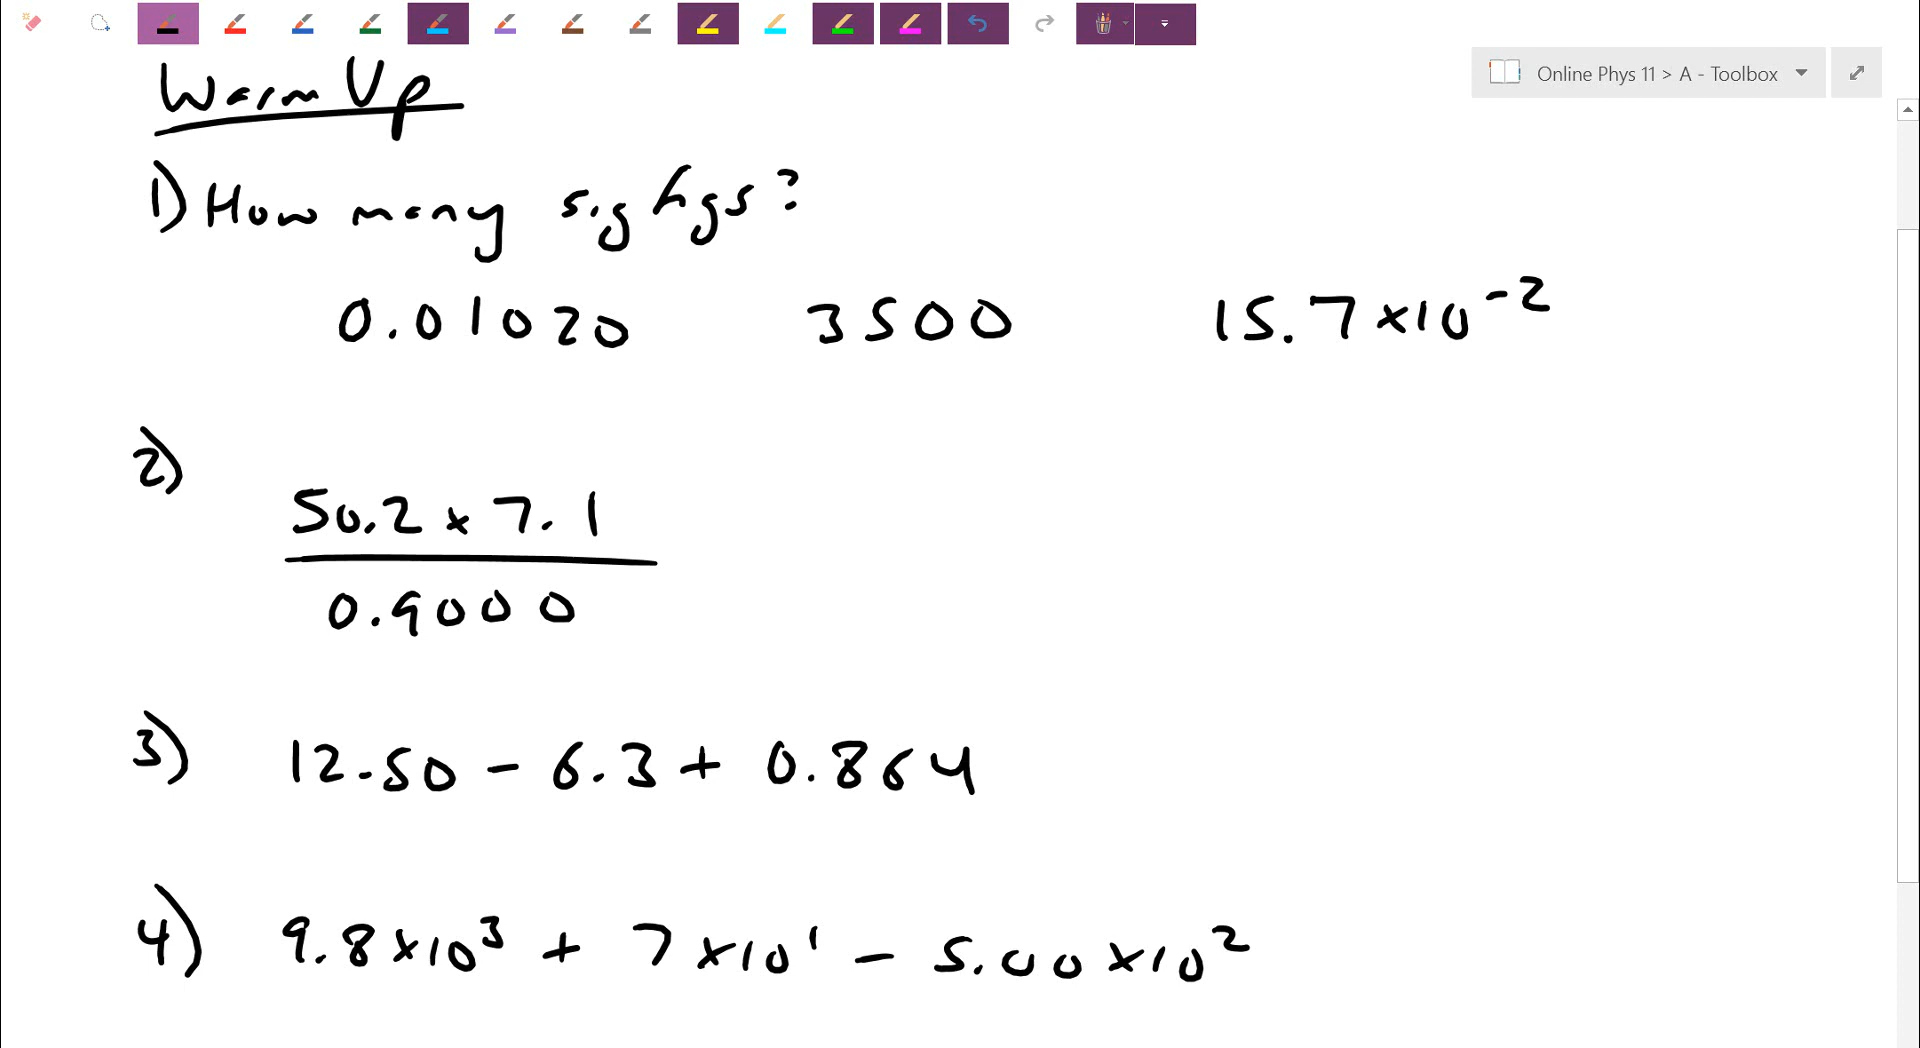 Online Phys 11 > A - Toolbox
Warm Up
1) How many sig figs?
0.01020 3500 15.7 x 10⁻²
2)
50.2 x 7.1
0.9000
3) 12.50 - 6.3 + 0.864
4) 9.8 x 10³ + 7 x 10¹ - 5.00 x 10²